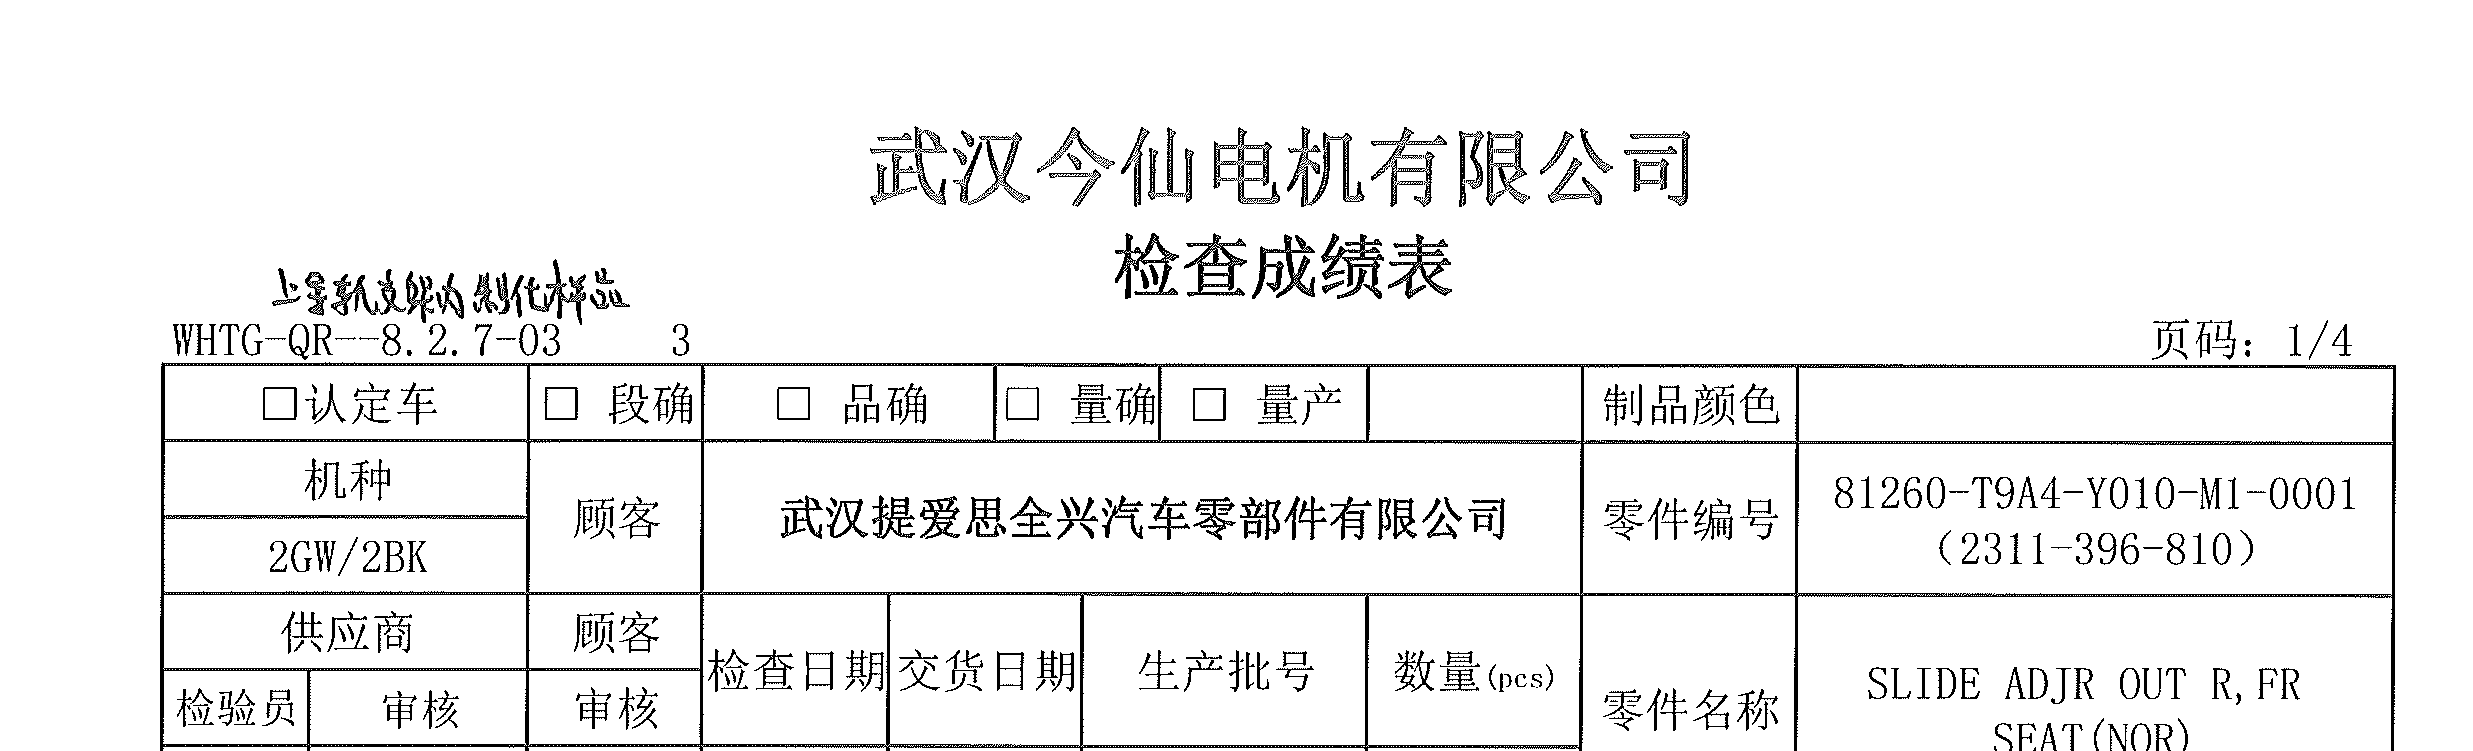 武汉今仙电机有限公司
检查成绩表
上滑轨支架内制化样品
WHTG-QR--8.2.7-03 3
页码：1/4
□认定车 □ 段确 □ 品确 □ 量确 □ 量产 制品颜色
机种 顾客 武汉提爱思全兴汽车零部件有限公司 零件编号 81260-T9A4-Y010-M1-0001
2GW/2BK （2311-396-810）
供应商 顾客 检查日期 交货日期 生产批号 数量(pcs) 零件名称 SLIDE ADJR OUT R,FR
检验员 审核 审核 SEAT(NOR)